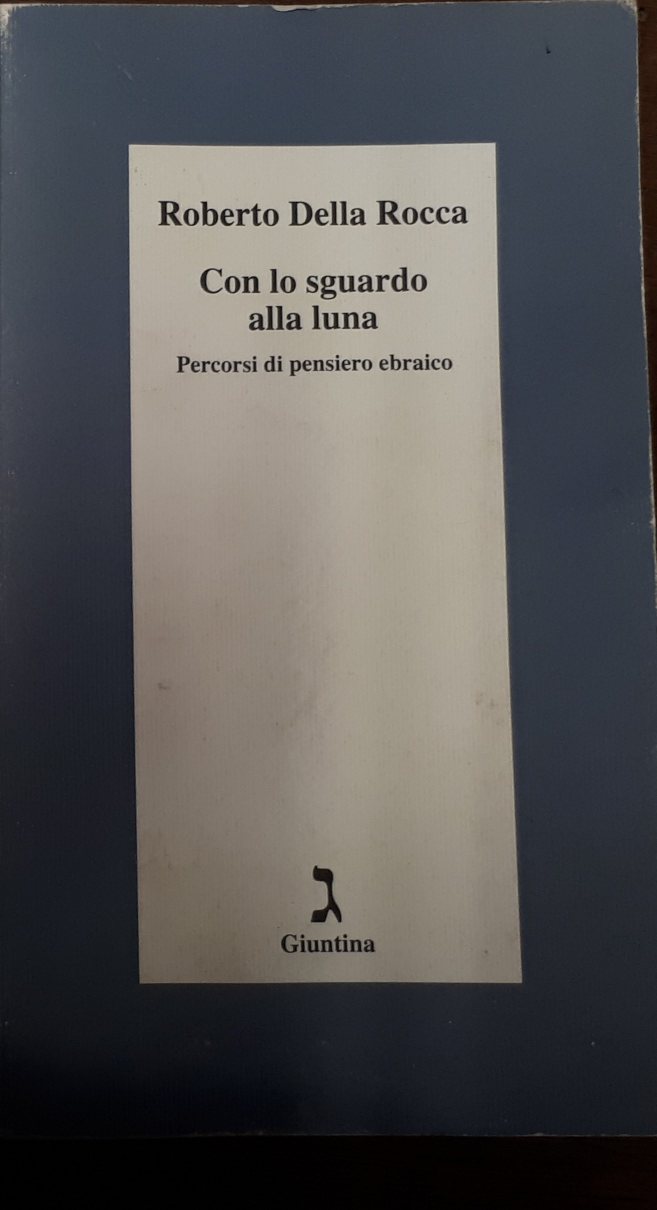 Roberto Della Rocca
Con lo sguardo
alla luna
Percorsi di pensiero ebraico
ג
Giuntina